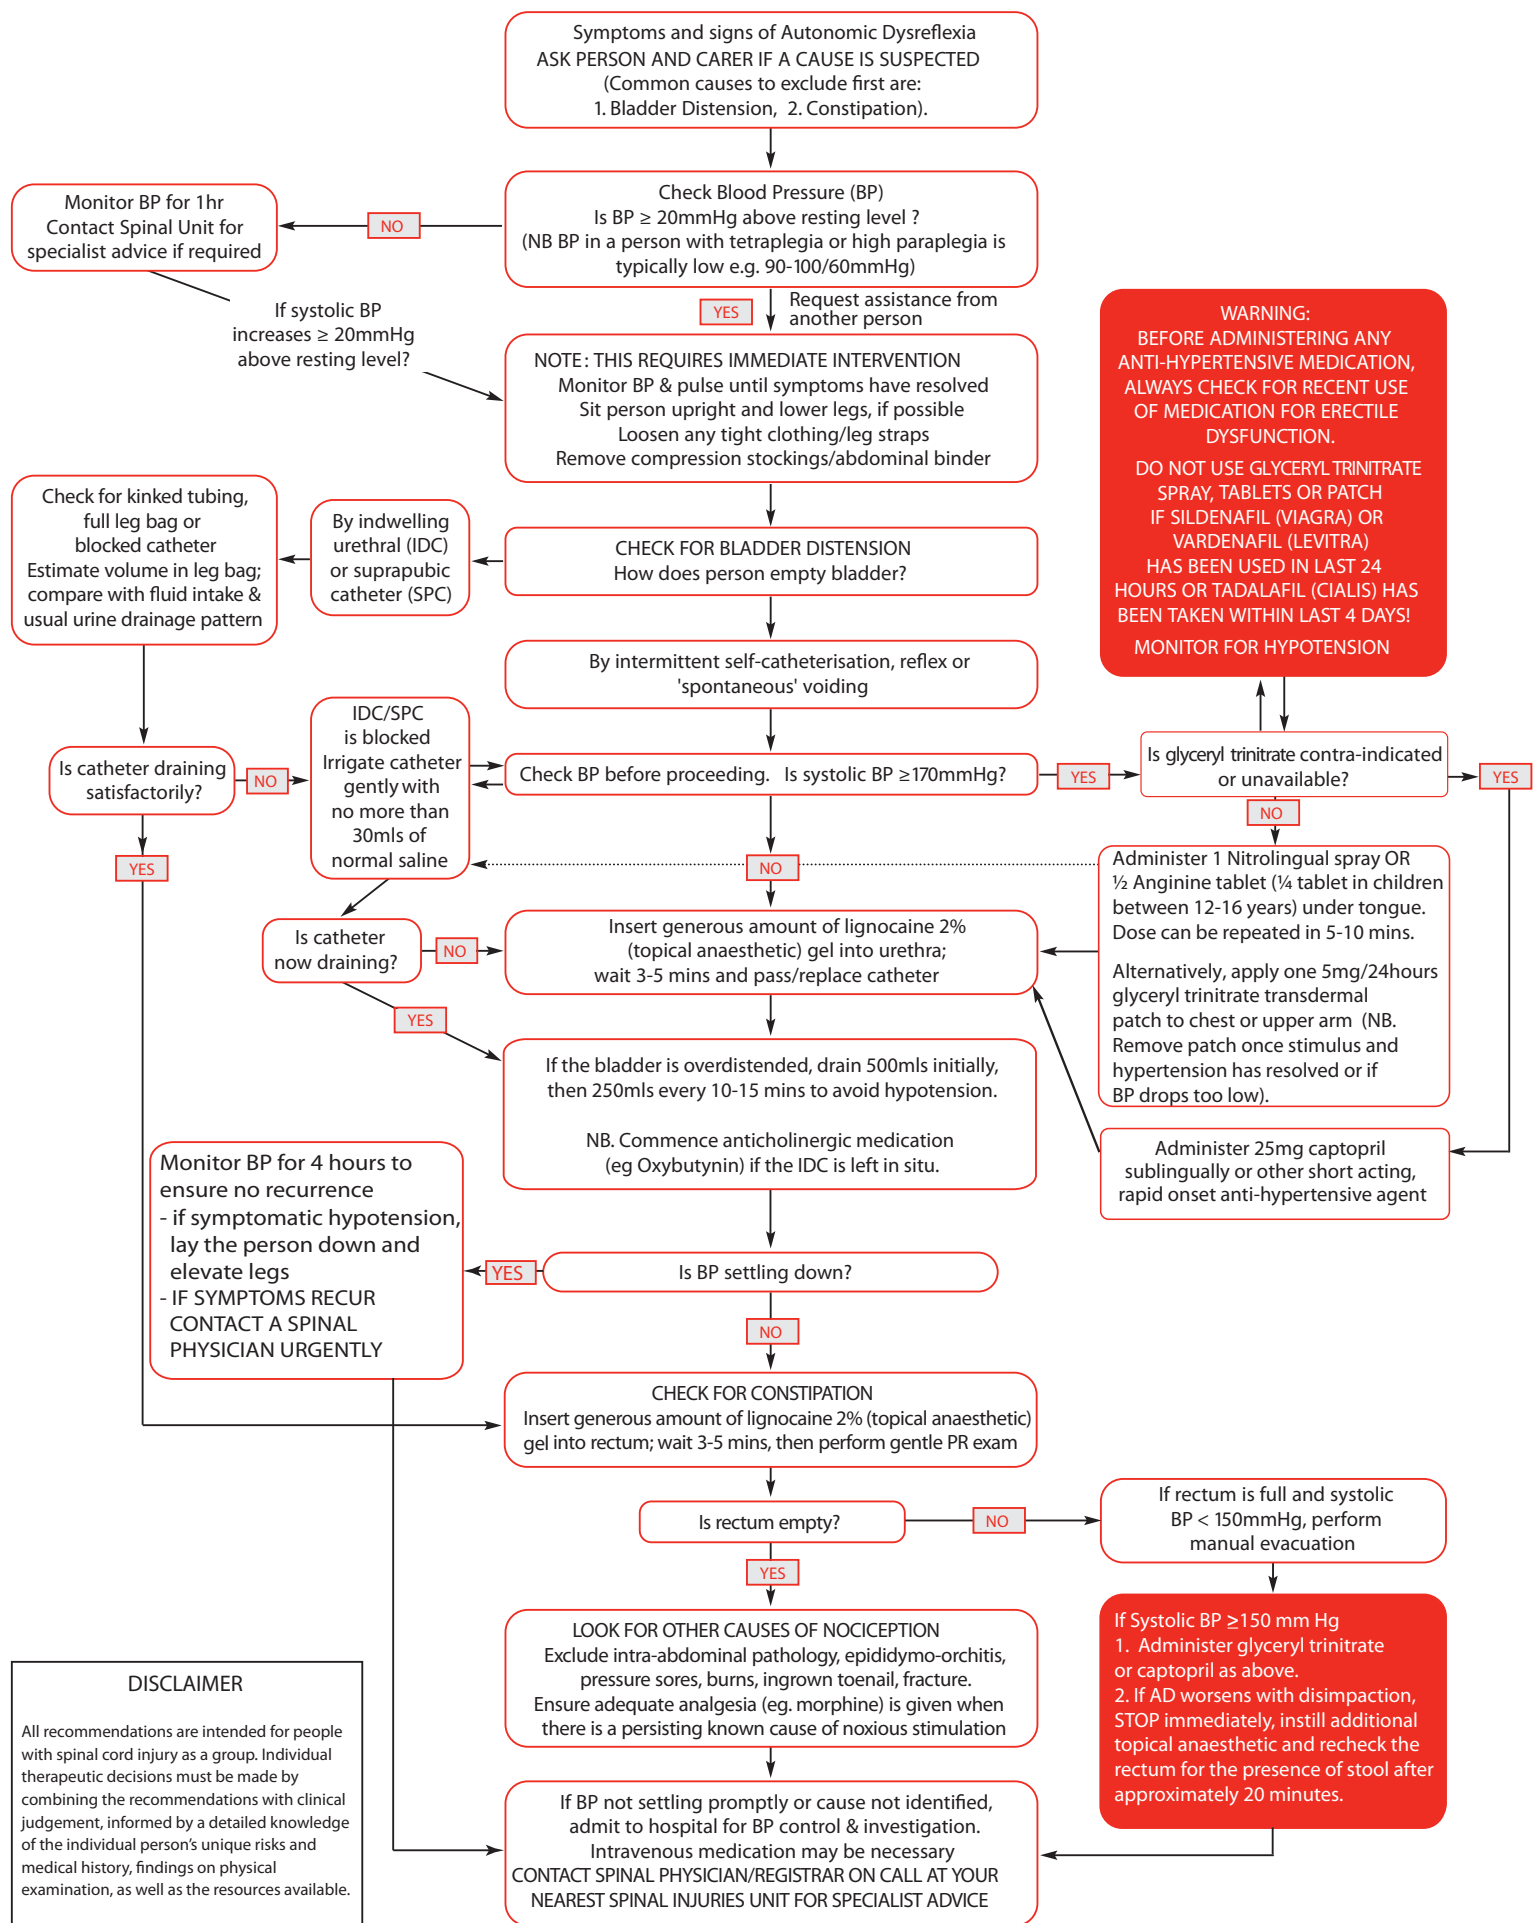 Symptoms and signs of Autonomic Dysreflexia
ASK PERSON AND CARER IF A CAUSE IS SUSPECTED
(Common causes to exclude first are:
1. Bladder Distension, 2. Constipation).
Check Blood Pressure (BP)
Is BP ≥ 20mmHg above resting level ?
(NB BP in a person with tetraplegia or high paraplegia is
typically low e.g. 90-100/60mmHg)
NO
Monitor BP for 1hr
Contact Spinal Unit for
specialist advice if required
If systolic BP
increases ≥ 20mmHg
above resting level?
YES
Request assistance from
another person
NOTE: THIS REQUIRES IMMEDIATE INTERVENTION
Monitor BP & pulse until symptoms have resolved
Sit person upright and lower legs, if possible
Loosen any tight clothing/leg straps
Remove compression stockings/abdominal binder
WARNING:
BEFORE ADMINISTERING ANY
ANTI-HYPERTENSIVE MEDICATION,
ALWAYS CHECK FOR RECENT USE
OF MEDICATION FOR ERECTILE
DYSFUNCTION.
DO NOT USE GLYCERYL TRINITRATE
SPRAY, TABLETS OR PATCH
IF SILDENAFIL (VIAGRA) OR
VARDENAFIL (LEVITRA)
HAS BEEN USED IN LAST 24
HOURS OR TADALAFIL (CIALIS) HAS
BEEN TAKEN WITHIN LAST 4 DAYS!
MONITOR FOR HYPOTENSION
CHECK FOR BLADDER DISTENSION
How does person empty bladder?
By indwelling
urethral (IDC)
or suprapubic
catheter (SPC)
Check for kinked tubing,
full leg bag or
blocked catheter
Estimate volume in leg bag;
compare with fluid intake &
usual urine drainage pattern
By intermittent self-catheterisation, reflex or
'spontaneous' voiding
Is catheter draining
satisfactorily?
NO
YES
IDC/SPC
is blocked
Irrigate catheter
gently with
no more than
30mls of
normal saline
Check BP before proceeding. Is systolic BP ≥170mmHg?
YES
NO
Is glyceryl trinitrate contra-indicated
or unavailable?
YES
NO
Administer 1 Nitrolingual spray OR
½ Anginine tablet (¼ tablet in children
between 12-16 years) under tongue.
Dose can be repeated in 5-10 mins.
Alternatively, apply one 5mg/24hours
glyceryl trinitrate transdermal
patch to chest or upper arm (NB.
Remove patch once stimulus and
hypertension has resolved or if
BP drops too low).
Is catheter
now draining?
NO
YES
Insert generous amount of lignocaine 2%
(topical anaesthetic) gel into urethra;
wait 3-5 mins and pass/replace catheter
If the bladder is overdistended, drain 500mls initially,
then 250mls every 10-15 mins to avoid hypotension.
NB. Commence anticholinergic medication
(eg Oxybutynin) if the IDC is left in situ.
Administer 25mg captopril
sublingually or other short acting,
rapid onset anti-hypertensive agent
Monitor BP for 4 hours to
ensure no recurrence
- if symptomatic hypotension,
lay the person down and
elevate legs
- IF SYMPTOMS RECUR
CONTACT A SPINAL
PHYSICIAN URGENTLY
YES
Is BP settling down?
NO
CHECK FOR CONSTIPATION
Insert generous amount of lignocaine 2% (topical anaesthetic)
gel into rectum; wait 3-5 mins, then perform gentle PR exam
Is rectum empty?
NO
YES
If rectum is full and systolic
BP < 150mmHg, perform
manual evacuation
If Systolic BP ≥150 mm Hg
1. Administer glyceryl trinitrate
or captopril as above.
2. If AD worsens with disimpaction,
STOP immediately, instill additional
topical anaesthetic and recheck the
rectum for the presence of stool after
approximately 20 minutes.
LOOK FOR OTHER CAUSES OF NOCICEPTION
Exclude intra-abdominal pathology, epididymo-orchitis,
pressure sores, burns, ingrown toenail, fracture.
Ensure adequate analgesia (eg. morphine) is given when
there is a persisting known cause of noxious stimulation
If BP not settling promptly or cause not identified,
admit to hospital for BP control & investigation.
Intravenous medication may be necessary
CONTACT SPINAL PHYSICIAN/REGISTRAR ON CALL AT YOUR
NEAREST SPINAL INJURIES UNIT FOR SPECIALIST ADVICE
DISCLAIMER
All recommendations are intended for people
with spinal cord injury as a group. Individual
therapeutic decisions must be made by
combining the recommendations with clinical
judgement, informed by a detailed knowledge
of the individual person's unique risks and
medical history, findings on physical
examination, as well as the resources available.